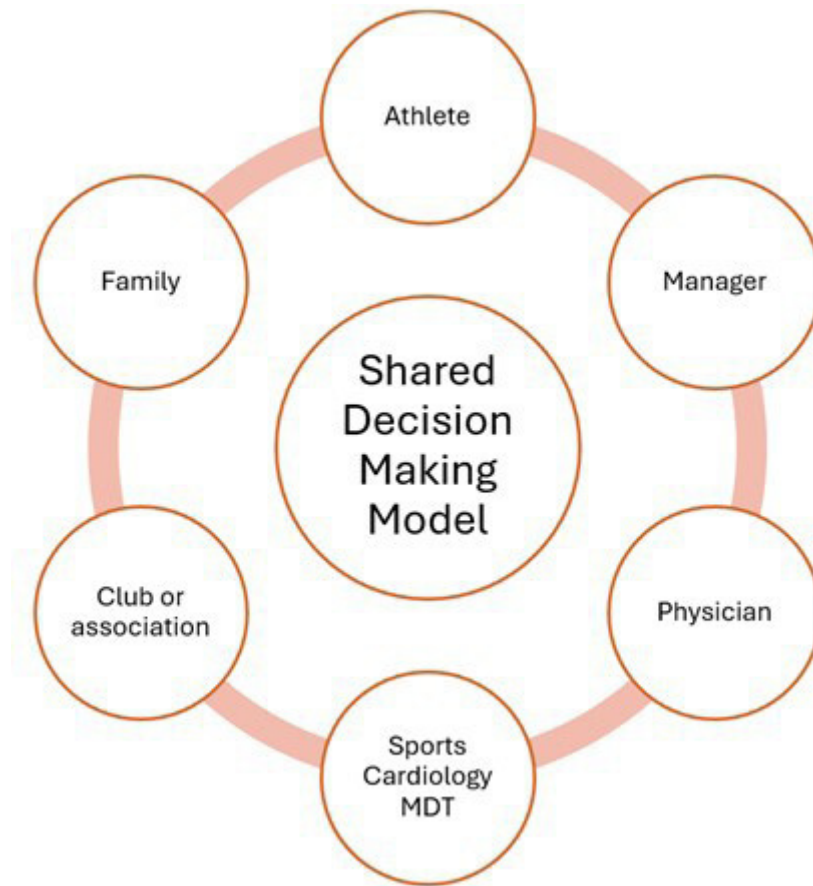 Athlete
Family
Manager
Shared
Decision
Making
Model
Club or
association
Physician
Sports
Cardiology
MDT